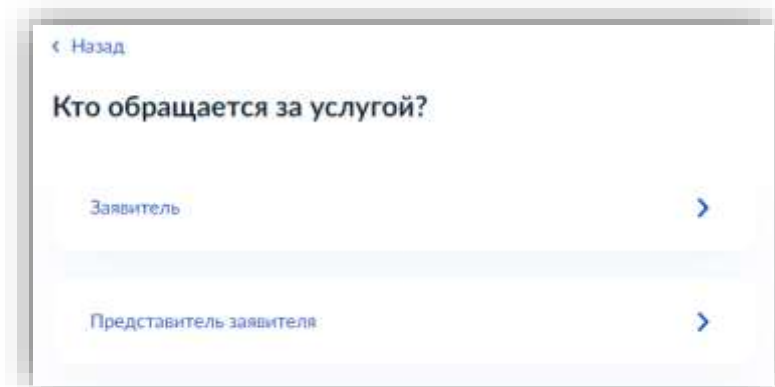 Назад
Кто обращается за услугой?
Заявитель
Представитель заявителя